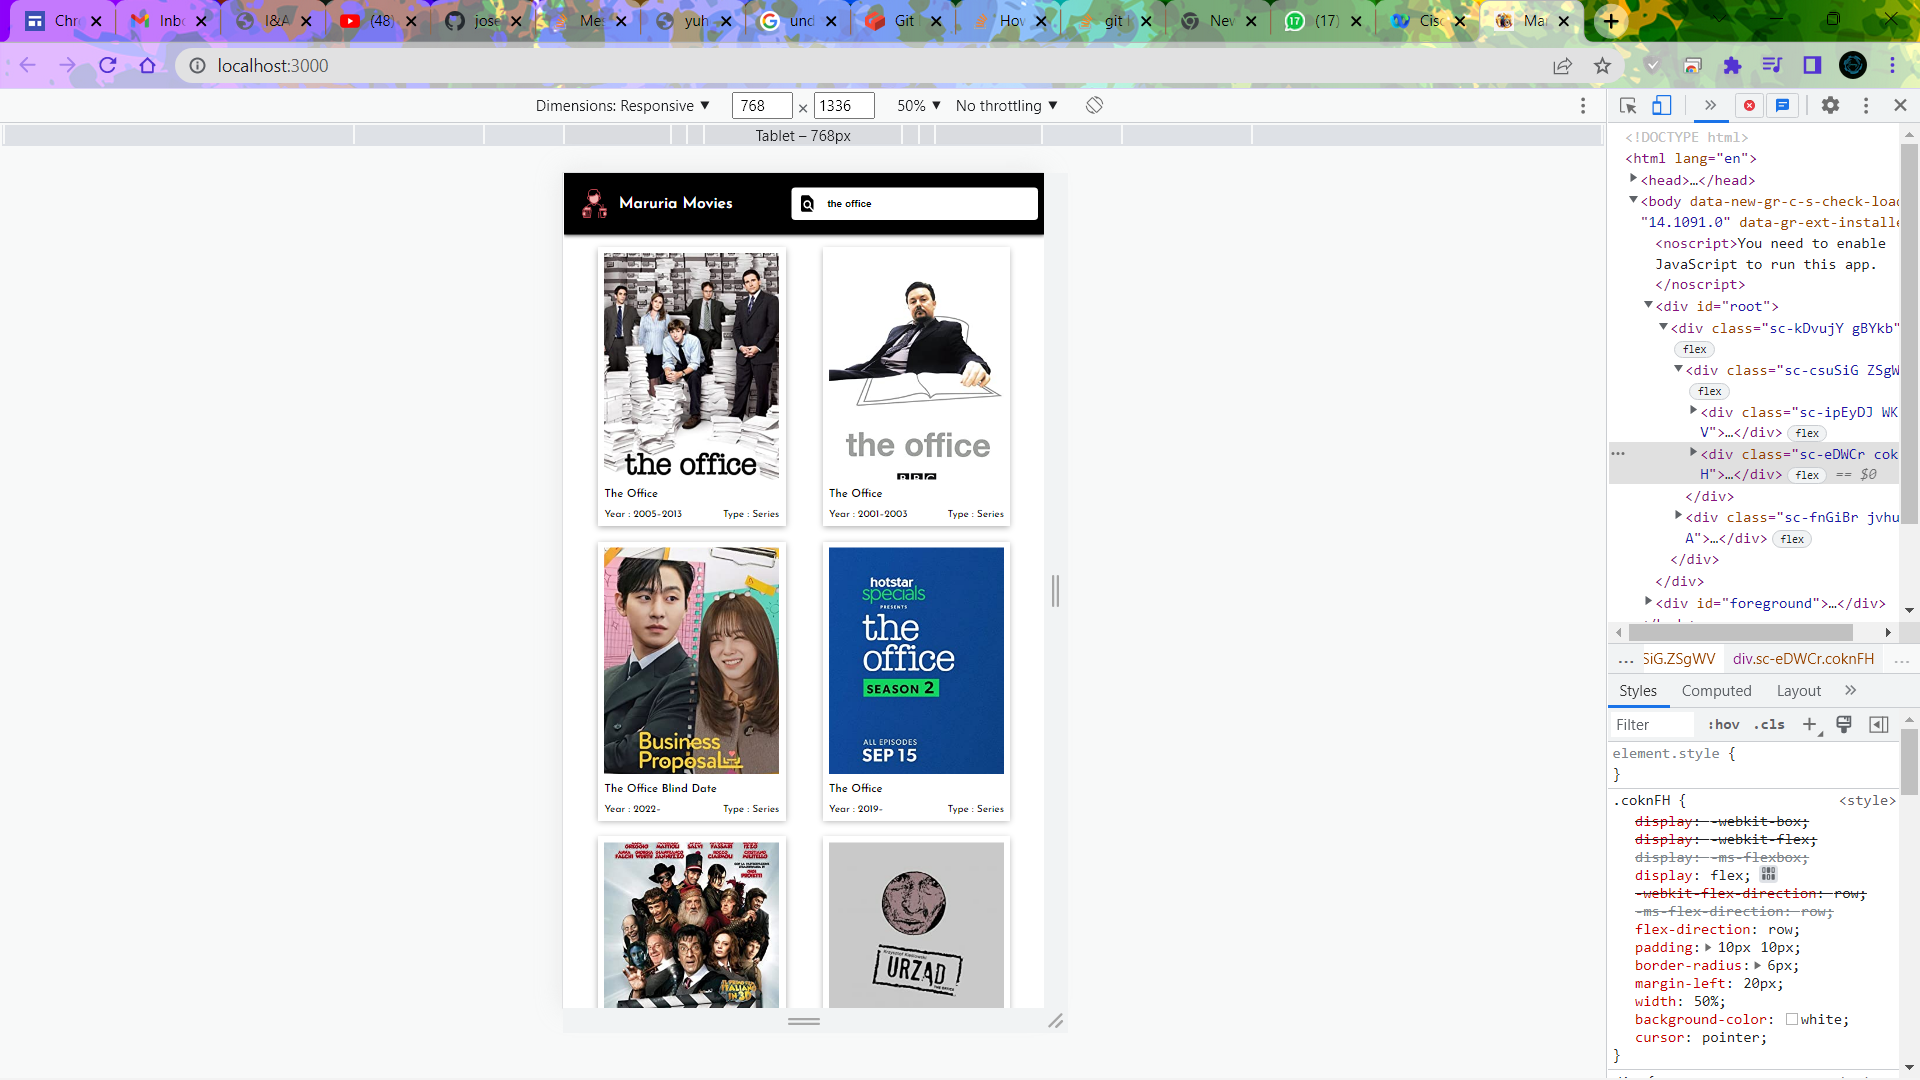 Chr
Inb
I&A
(48)
jose
Me
yuh
und
Git
Hov
git
Nev
17 (17)
Cisc
Ma
localhost:3000
Dimensions: Responsive ▼ 768 × 1336 50% ▼ No throttling ▼
Tablet – 768px
Maruria Movies
the office
the office
The Office
Year : 2005–2013 Type : Series
the office
BBC
The Office
Year : 2001–2003 Type : Series
Business
Proposal
The Office Blind Date
Year : 2022– Type : Series
hotstar
specials
PRESENTS
the
office
SEASON 2
ALL EPISODES
SEP 15
The Office
Year : 2019– Type : Series
URZĄD
<!DOCTYPE html>
<html lang="en">
<head>…</head>
<body data-new-gr-c-s-check-loa
"14.1091.0" data-gr-ext-install
<noscript>You need to enable
JavaScript to run this app.
</noscript>
<div id="root">
<div class="sc-kDvujY gBYkb"
flex
<div class="sc-csuSiG ZSgW
flex
<div class="sc-ipEyDJ WK
V">…</div> flex
<div class="sc-eDWCr cok
H">…</div> flex == $0
</div>
<div class="sc-fnGiBr jvhu
A">…</div> flex
</div>
</div>
<div id="foreground">…</div>
... SiG.ZSgWV div.sc-eDWCr.coknFH ...
Styles Computed Layout
Filter :hov .cls
element.style {
}
.coknFH { <style>
display: -webkit-box;
display: -webkit-flex;
display: -ms-flexbox;
display: flex;
-webkit-flex-direction: row;
-ms-flex-direction: row;
flex-direction: row;
padding: 10px 10px;
border-radius: 6px;
margin-left: 20px;
width: 50%;
background-color: white;
cursor: pointer;
}